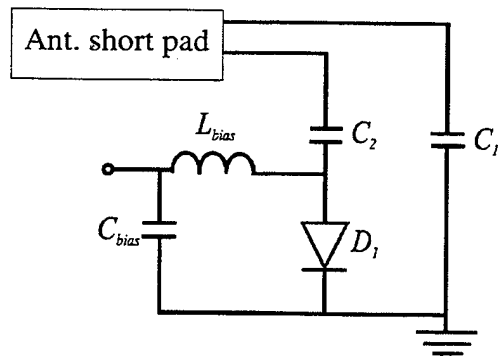 Ant. short pad
L_bias
C_2
C_1
C_bias
D_1